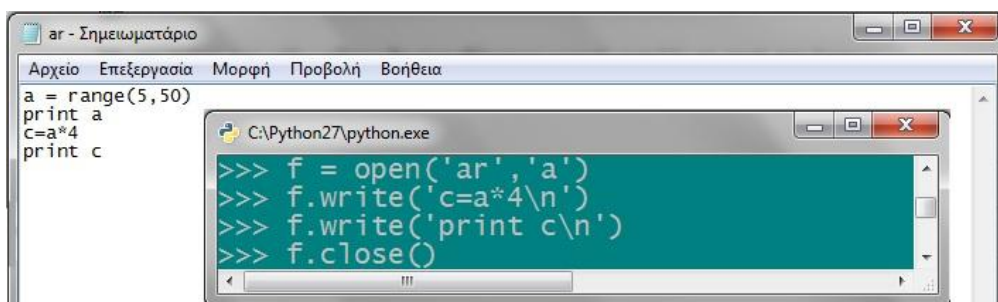 ar - Σημειωματάριο
Αρχείο Επεξεργασία Μορφή Προβολή Βοήθεια
a = range(5,50)
print a
c=a*4
print c
C:\Python27\python.exe
>>> f = open('ar','a')
>>> f.write('c=a*4\n')
>>> f.write('print c\n')
>>> f.close()